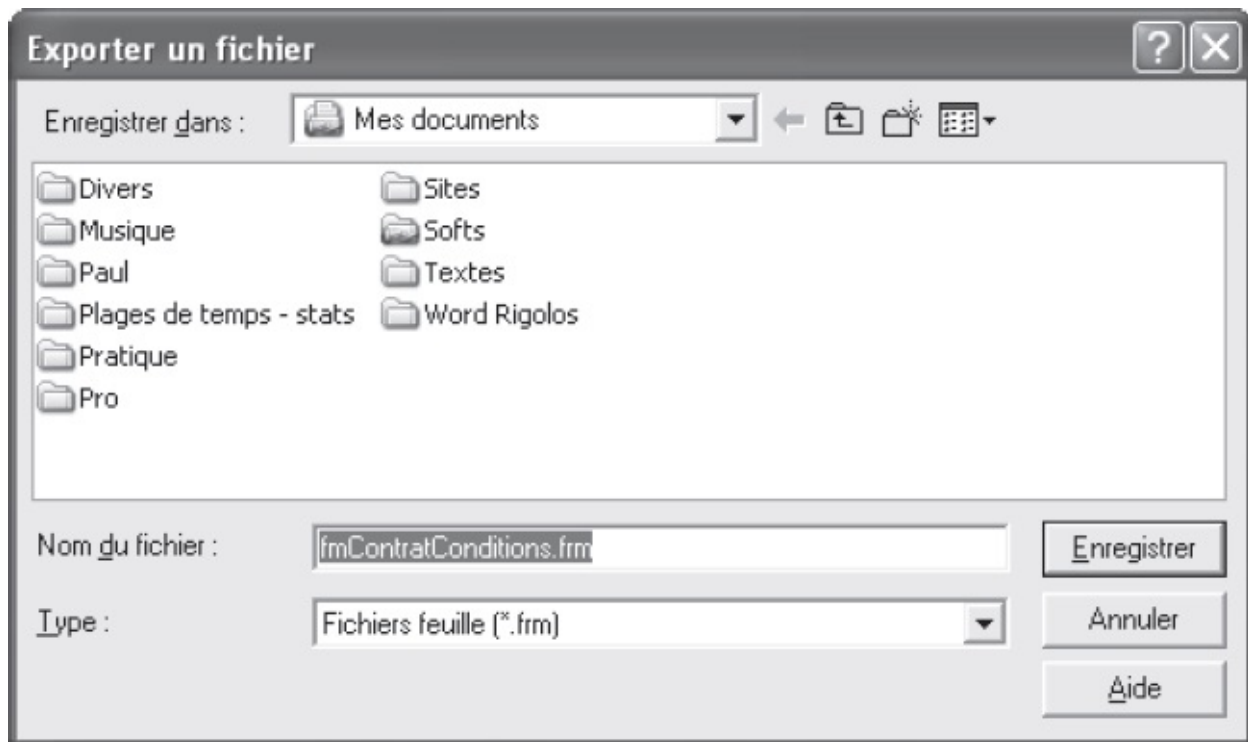 Exporter un fichier
Enregistrer dans :
Mes documents
Divers
Musique
Paul
Plages de temps - stats
Pratique
Pro
Sites
Softs
Textes
Word Rigolos
Nom du fichier :
fmContratConditions.frm
Enregistrer
Type :
Fichiers feuille (*.frm)
Annuler
Aide